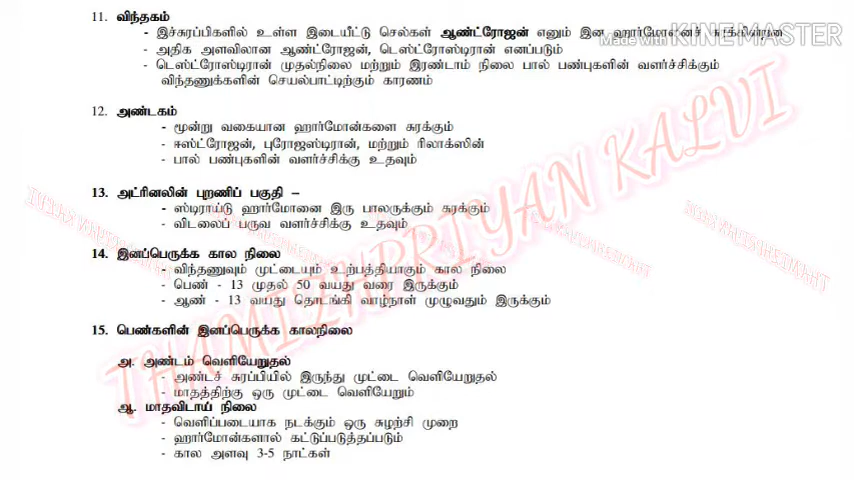 11. விந்தகம்
- இச்சுரப்பிகளில் உள்ள இடையீட்டு செல்கள் ஆண்ட்ரோஜன் எனும் இன ஹார்மோனைச் சுரக்கின்றன
Made with KINEMASTER
- அதிக அளவிலான ஆண்ட்ரோஜன், டெஸ்ட்ரோஸ்டிரான் எனப்படும்
- டெஸ்ட்ரோஸ்டிரான் முதல்நிலை மற்றும் இரண்டாம் நிலை பால் பண்புகளின் வளர்ச்சிக்கும்
விந்தணுக்களின் செயல்பாட்டிற்கும் காரணம்
12. அண்டகம்
- மூன்று வகையான ஹார்மோன்களை சுரக்கும்
- ஈஸ்ட்ரோஜன், புரோஜஸ்டிரான், மற்றும் ரிலாக்ஸின்
- பால் பண்புகளின் வளர்ச்சிக்கு உதவும்
13. அட்ரினலின் புறணிப் பகுதி –
- ஸ்டிராய்டு ஹார்மோனை இரு பாலருக்கும் சுரக்கும்
- விடலைப் பருவ வளர்ச்சிக்கு உதவும்
14. இனப்பெருக்க கால நிலை
- விந்தணுவும் முட்டையும் உற்பத்தியாகும் கால நிலை
- பெண் - 13 முதல் 50 வயது வரை இருக்கும்
- ஆண் - 13 வயது தொடங்கி வாழ்நாள் முழுவதும் இருக்கும்
15. பெண்களின் இனப்பெருக்க காலநிலை
அ. அண்டம் வெளியேறுதல்
- அண்டச் சுரப்பியில் இருந்து முட்டை வெளியேறுதல்
- மாதத்திற்கு ஒரு முட்டை வெளியேறும்
ஆ. மாதவிடாய் நிலை
- வெளிப்படையாக நடக்கும் ஒரு சுழற்சி முறை
- ஹார்மோன்களால் கட்டுப்படுத்தப்படும்
- கால அளவு 3-5 நாட்கள்
THAMIZHPRIYAN KALVI